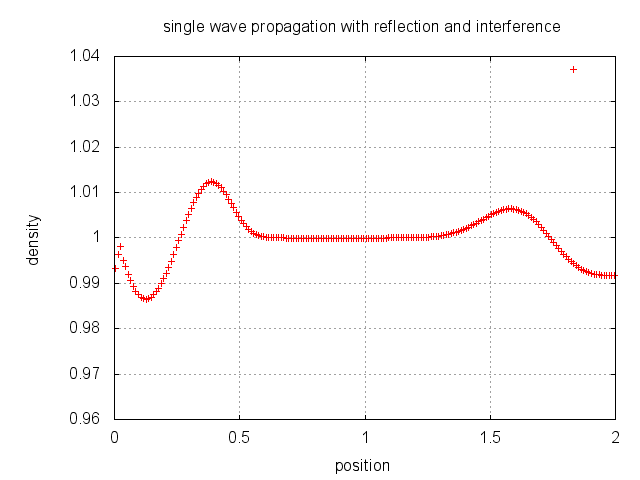 single wave propagation with reflection and interference
1.04
1.03
1.02
1.01
1
0.99
0.98
0.97
0.96
density
0 0.5 1 1.5 2
position